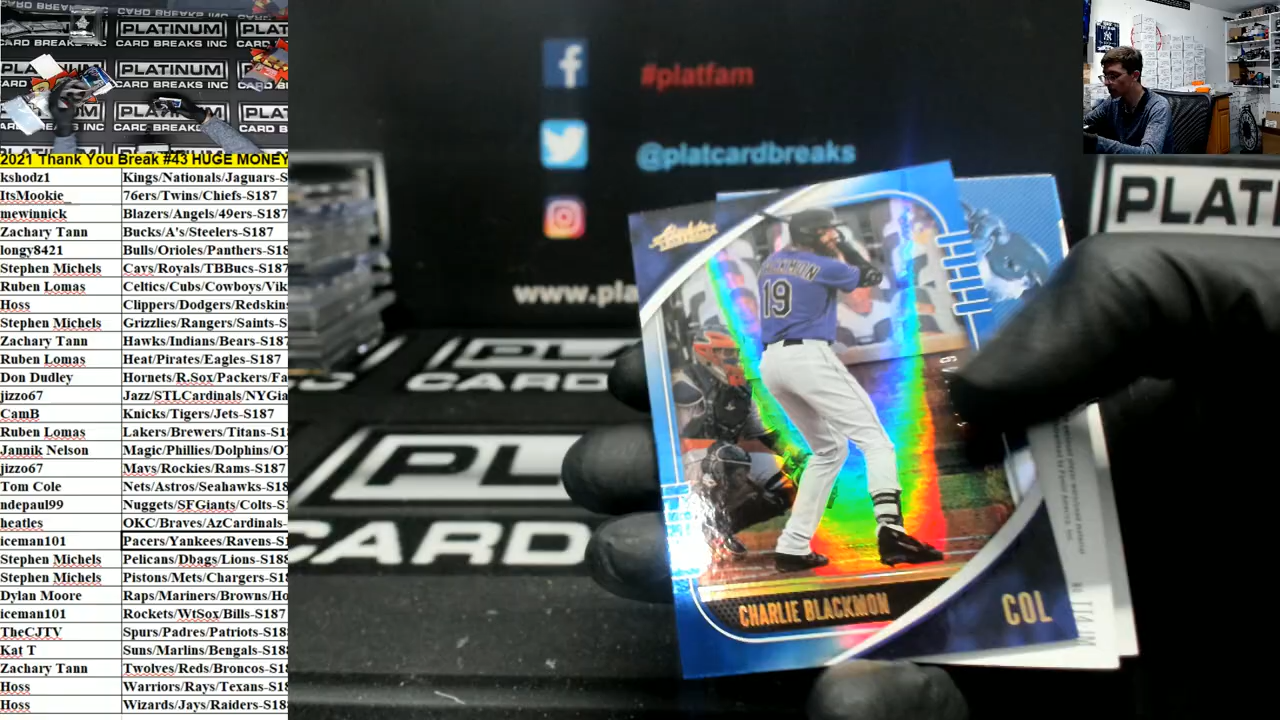 PLATINUM
CARD BREAKS INC
2021 Thank You Break #43 HUGE MONEY
kshodz1 Kings/Nationals/Jaguars-S
ItsMookie_ 76ers/Twins/Chiefs-S187
mewinnick Blazers/Angels/49ers-S187
Zachary Tann Bucks/A's/Steelers-S187
longy8421 Bulls/Orioles/Panthers-S18
Stephen Michels Cavs/Royals/TBBucs-S187
Ruben Lomas Celtics/Cubs/Cowboys/Vik
Hoss Clippers/Dodgers/Redskin
Stephen Michels Grizzlies/Rangers/Saints-S
Zachary Tann Hawks/Indians/Bears-S187
Ruben Lomas Heat/Pirates/Eagles-S187
Don Dudley Hornets/R.Sox/Packers/Fa
jizzo67 Jazz/STLCardinals/NYGia
CamB Knicks/Tigers/Jets-S187
Ruben Lomas Lakers/Brewers/Titans-S1
Jannik Nelson Magic/Phillies/Dolphins/O
jizzo67 Mavs/Rockies/Rams-S187
Tom Cole Nets/Astros/Seahawks-S18
ndepaul99 Nuggets/SFGiants/Colts-S
heatles OKC/Braves/AzCardinals-
iceman101 Pacers/Yankees/Ravens-S1
Stephen Michels Pelicans/Dbags/Lions-S188
Stephen Michels Pistons/Mets/Chargers-S18
Dylan Moore Raps/Mariners/Browns/Ho
iceman101 Rockets/WtSox/Bills-S187
TheCJTV Spurs/Padres/Patriots-S18
Kat T Suns/Marlins/Bengals-S18
Zachary Tann Twolves/Reds/Broncos-S18
Hoss Warriors/Rays/Texans-S18
Hoss Wizards/Jays/Raiders-S18
#platfam
@platcardbreaks
www.pla
PLATI
PL
CARD
BLACKMON
19
CHARLIE BLACKMON
COL